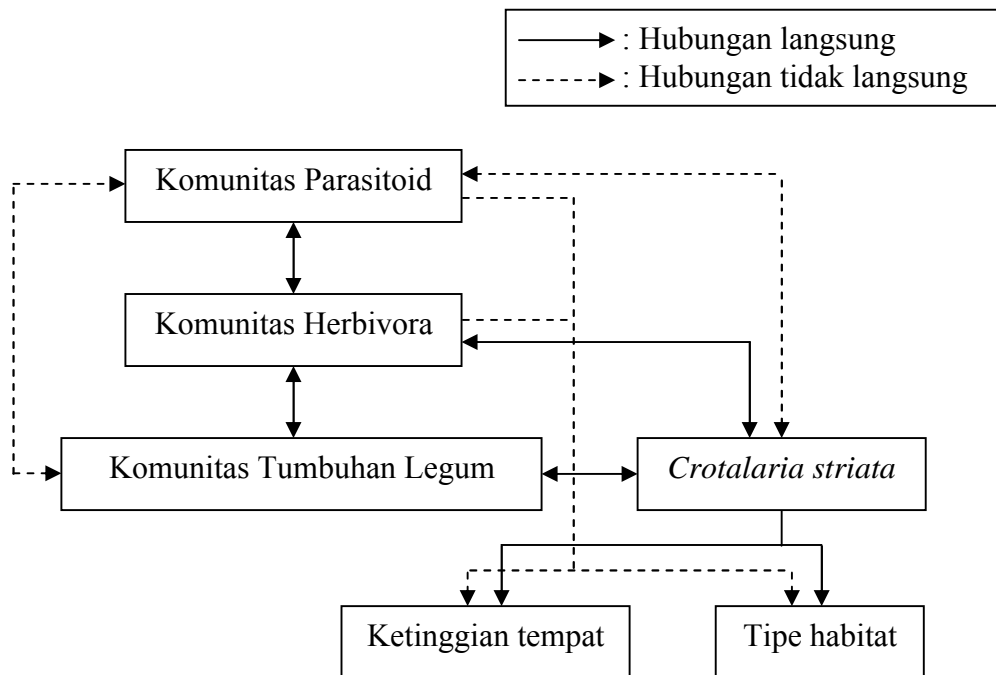 : Hubungan langsung
: Hubungan tidak langsung
Komunitas Parasitoid
Komunitas Herbivora
Komunitas Tumbuhan Legum
Crotalaria striata
Ketinggian tempat
Tipe habitat